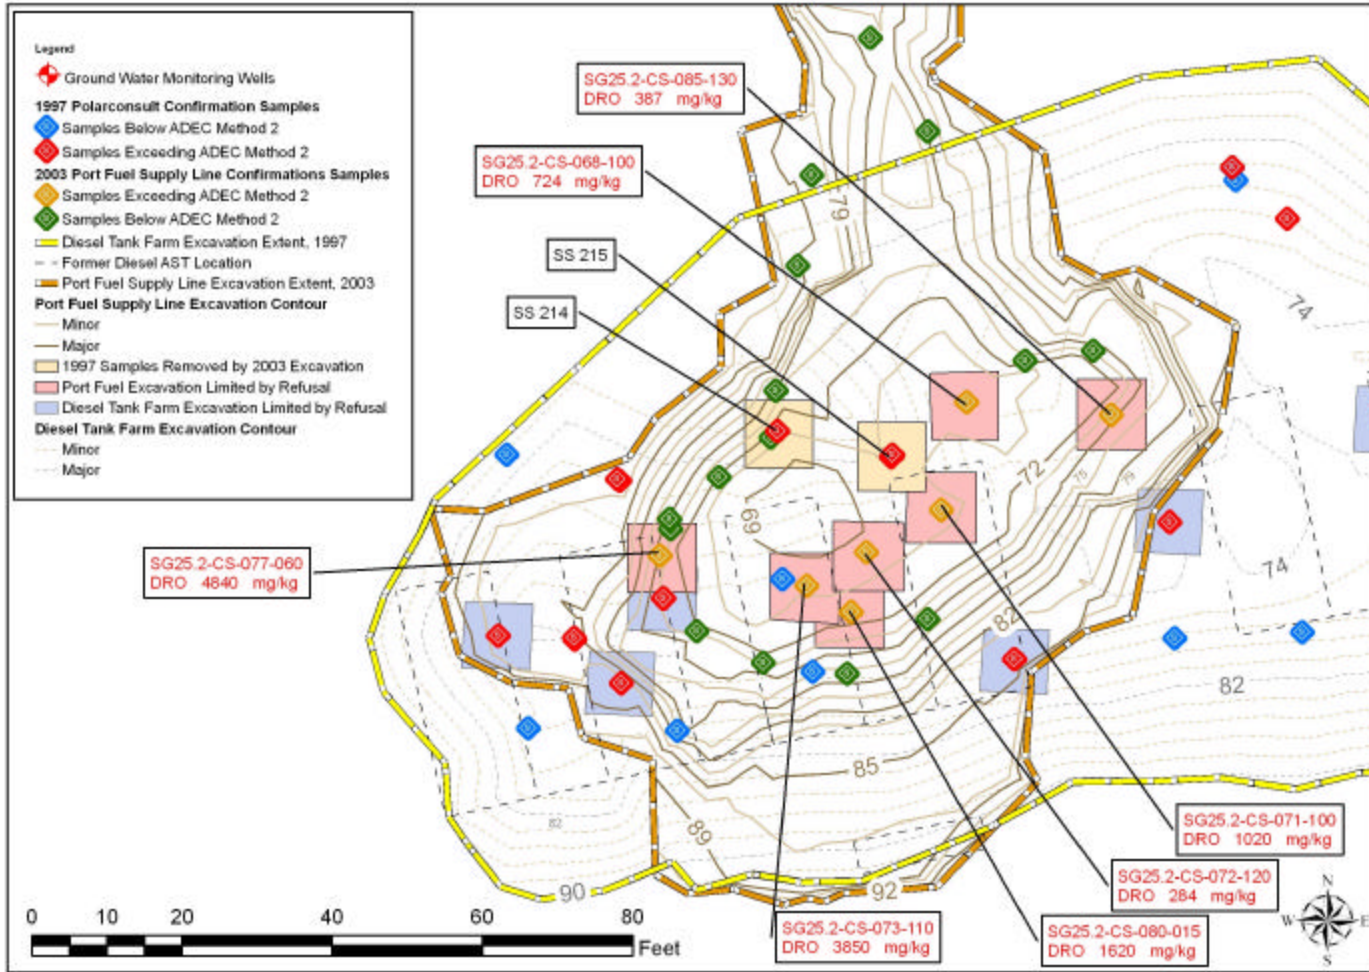 Legend
Ground Water Monitoring Wells
1997 Polarconsult Confirmation Samples
Samples Below ADEC Method 2
Samples Exceeding ADEC Method 2
2003 Port Fuel Supply Line Confirmations Samples
Samples Exceeding ADEC Method 2
Samples Below ADEC Method 2
Diesel Tank Farm Excavation Extent, 1997
Former Diesel AST Location
Port Fuel Supply Line Excavation Extent, 2003
Port Fuel Supply Line Excavation Contour
Minor
Major
1997 Samples Removed by 2003 Excavation
Port Fuel Excavation Limited by Refusal
Diesel Tank Farm Excavation Limited by Refusal
Diesel Tank Farm Excavation Contour
Minor
Major
SG25.2-CS-085-130
DRO 387 mg/kg
SG25.2-CS-068-100
DRO 724 mg/kg
SS 215
SS 214
79
74
72
75
79
69
74
SG25.2-CS-077-060
DRO 4840 mg/kg
82
82
85
82
89
90
92
SG25.2-CS-071-100
DRO 1020 mg/kg
SG25.2-CS-072-120
DRO 284 mg/kg
SG25.2-CS-073-110
DRO 3850 mg/kg
SG25.2-CS-080-015
DRO 1620 mg/kg
0 10 20 40 60 80
Feet
N
W E
S